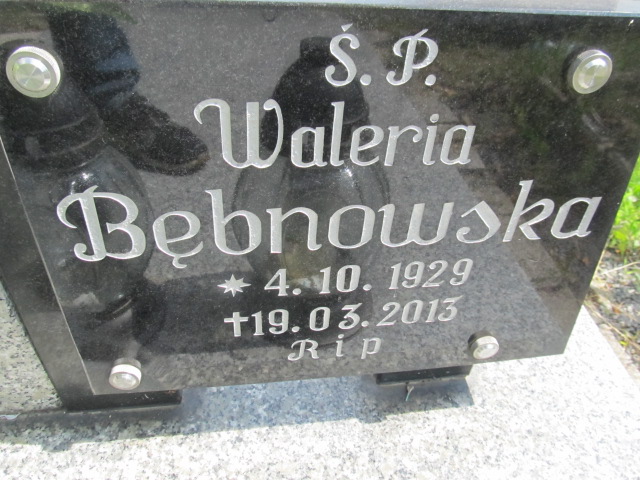 Ś. P.
Waleria
Bębnowska
* 4. 10. 1929
† 19. 03. 2013
Rip